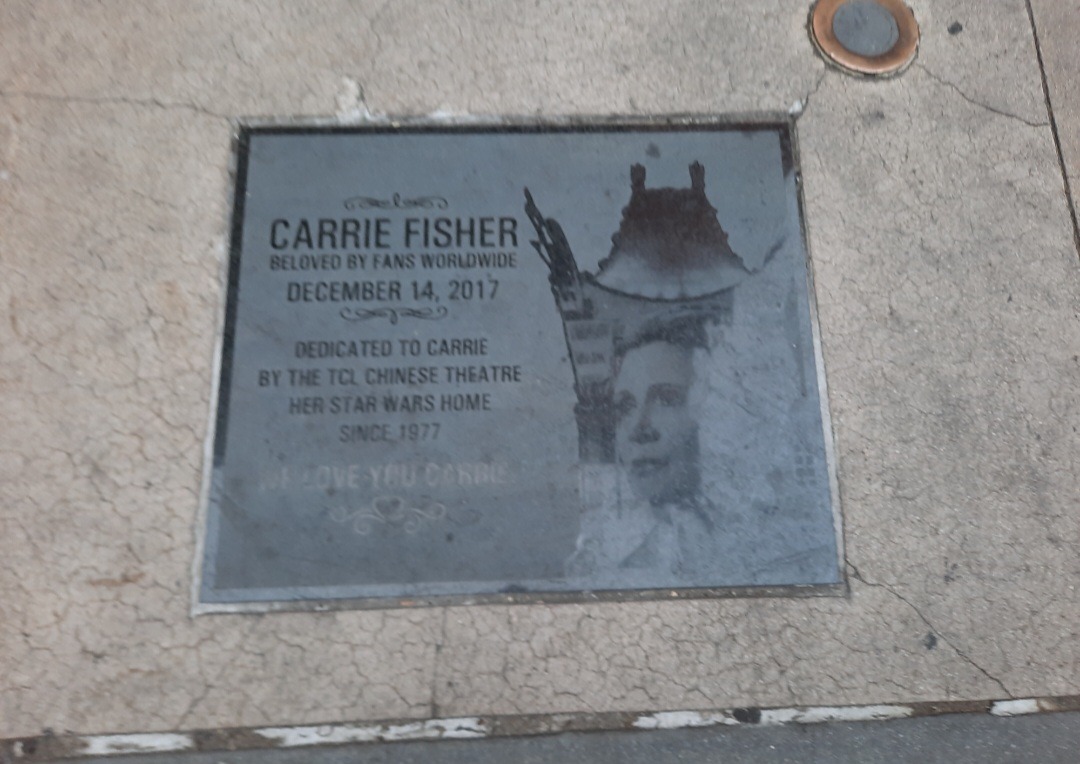 CARRIE FISHER
BELOVED BY FANS WORLDWIDE
DECEMBER 14, 2017
DEDICATED TO CARRIE
BY THE TCL CHINESE THEATRE
HER STAR WARS HOME
SINCE 1977
WE LOVE YOU CARRIE